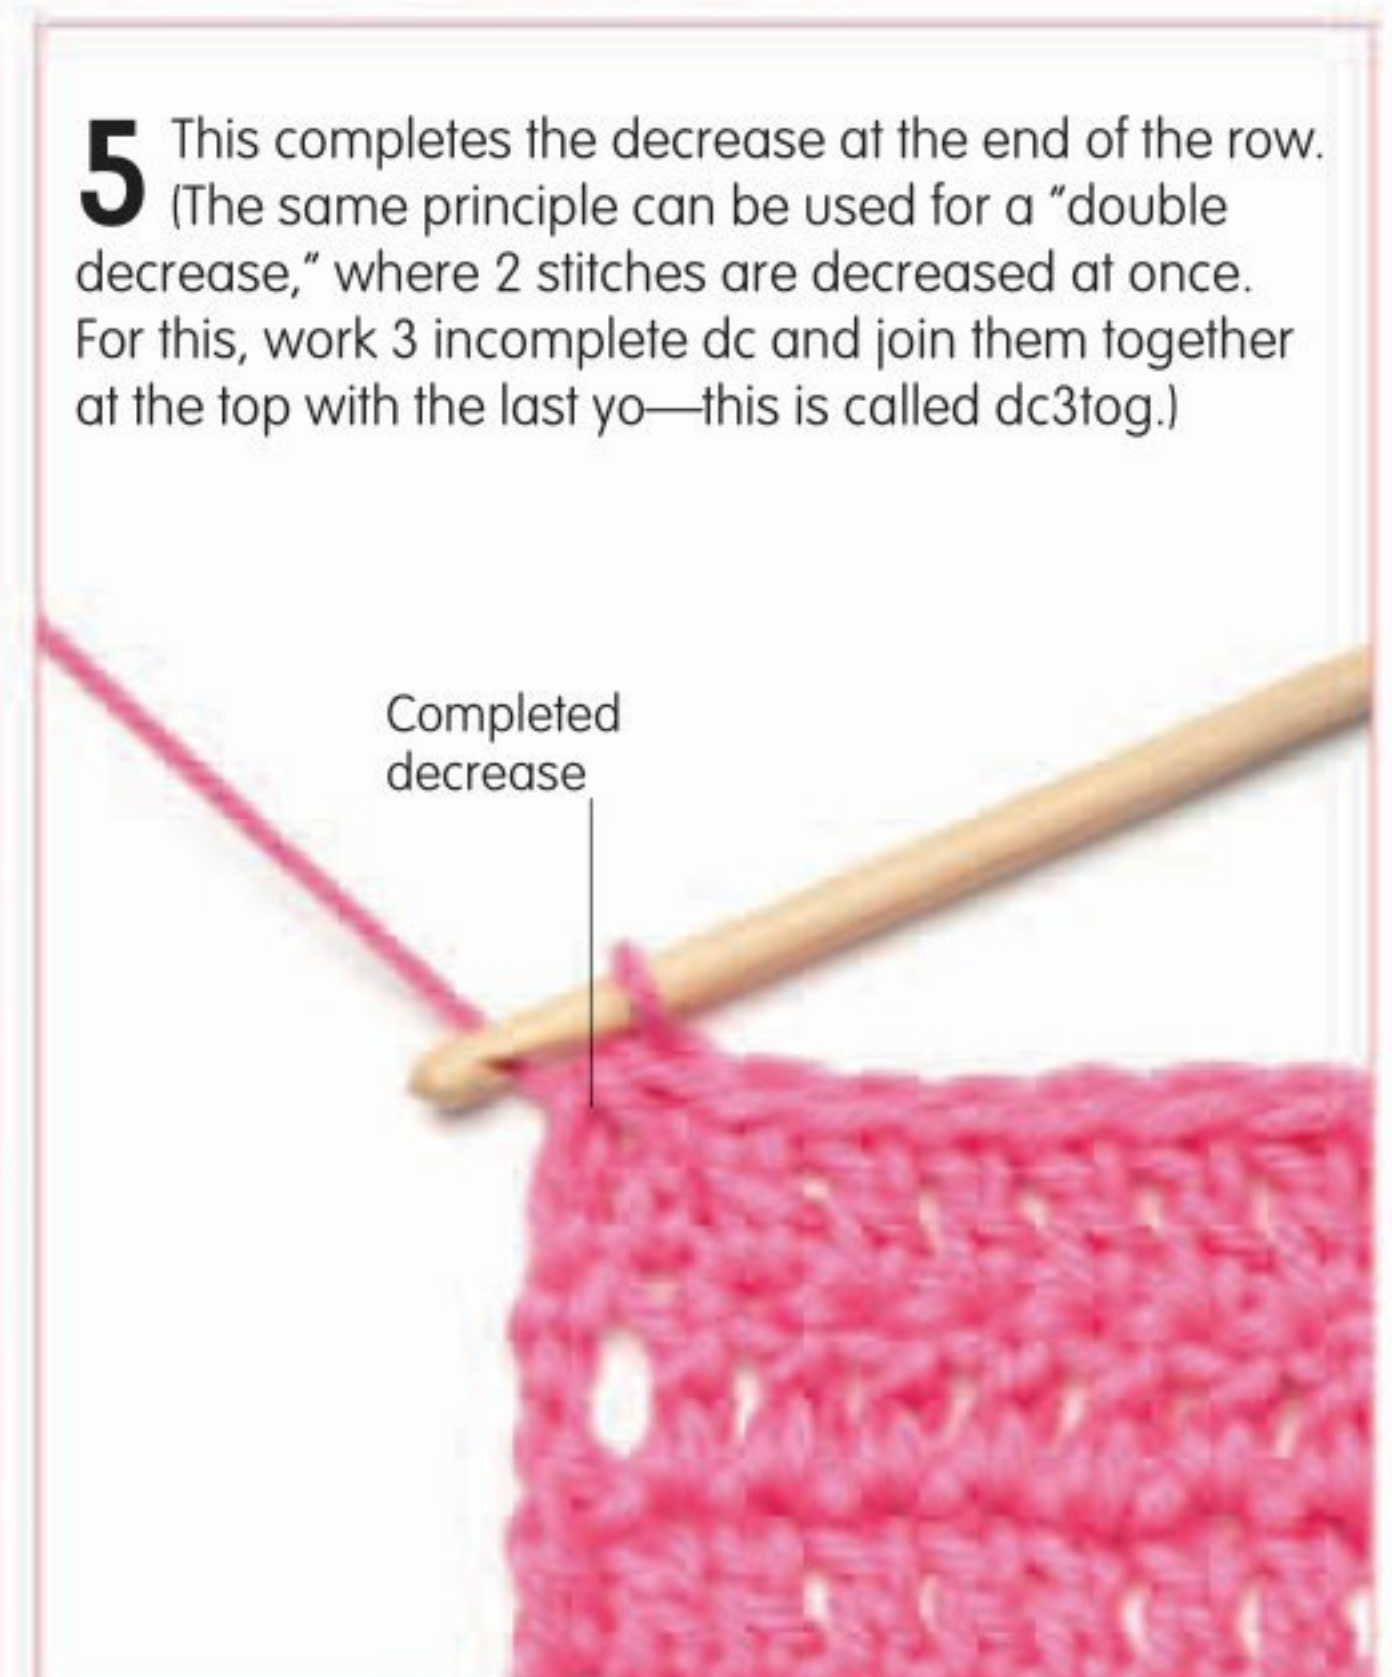 5 This completes the decrease at the end of the row.
(The same principle can be used for a "double
decrease," where 2 stitches are decreased at once.
For this, work 3 incomplete dc and join them together
at the top with the last yo—this is called dc3tog.)
Completed
decrease